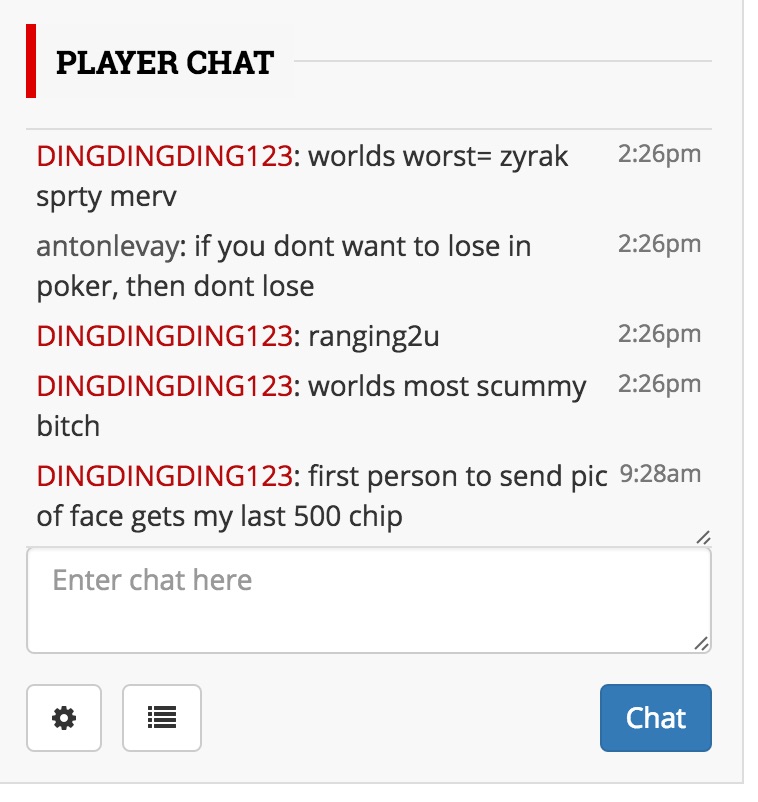 PLAYER CHAT
DINGDINGDING123: worlds worst= zyrak 2:26pm
sprty merv
antonlevay: if you dont want to lose in 2:26pm
poker, then dont lose
DINGDINGDING123: ranging2u 2:26pm
DINGDINGDING123: worlds most scummy 2:26pm
bitch
DINGDINGDING123: first person to send pic 9:28am
of face gets my last 500 chip
Enter chat here
Chat